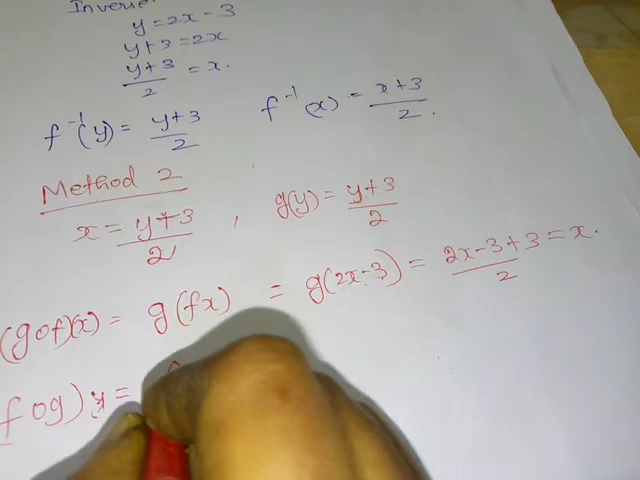 Inverse:
y = 2x - 3
y + 3 = 2x
y+3/2 = x.
f⁻¹(y) = y+3/2 f⁻¹(x) = x+3/2.
Method 2
x = y+3/2 , g(y) = y+3/2
(gof)(x) = g(fx) = g(2x-3) = 2x-3+3/2 = x.
fog) y =